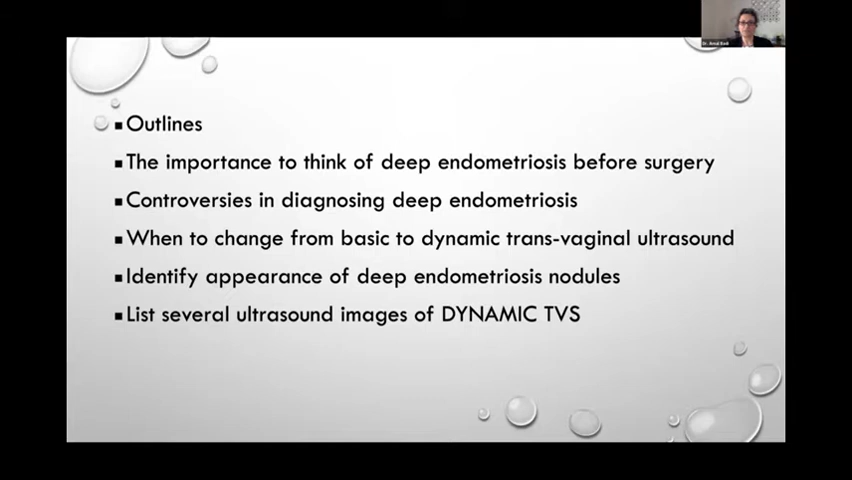 ▪Outlines
▪The importance to think of deep endometriosis before surgery
▪Controversies in diagnosing deep endometriosis
▪When to change from basic to dynamic trans-vaginal ultrasound
▪Identify appearance of deep endometriosis nodules
▪List several ultrasound images of DYNAMIC TVS